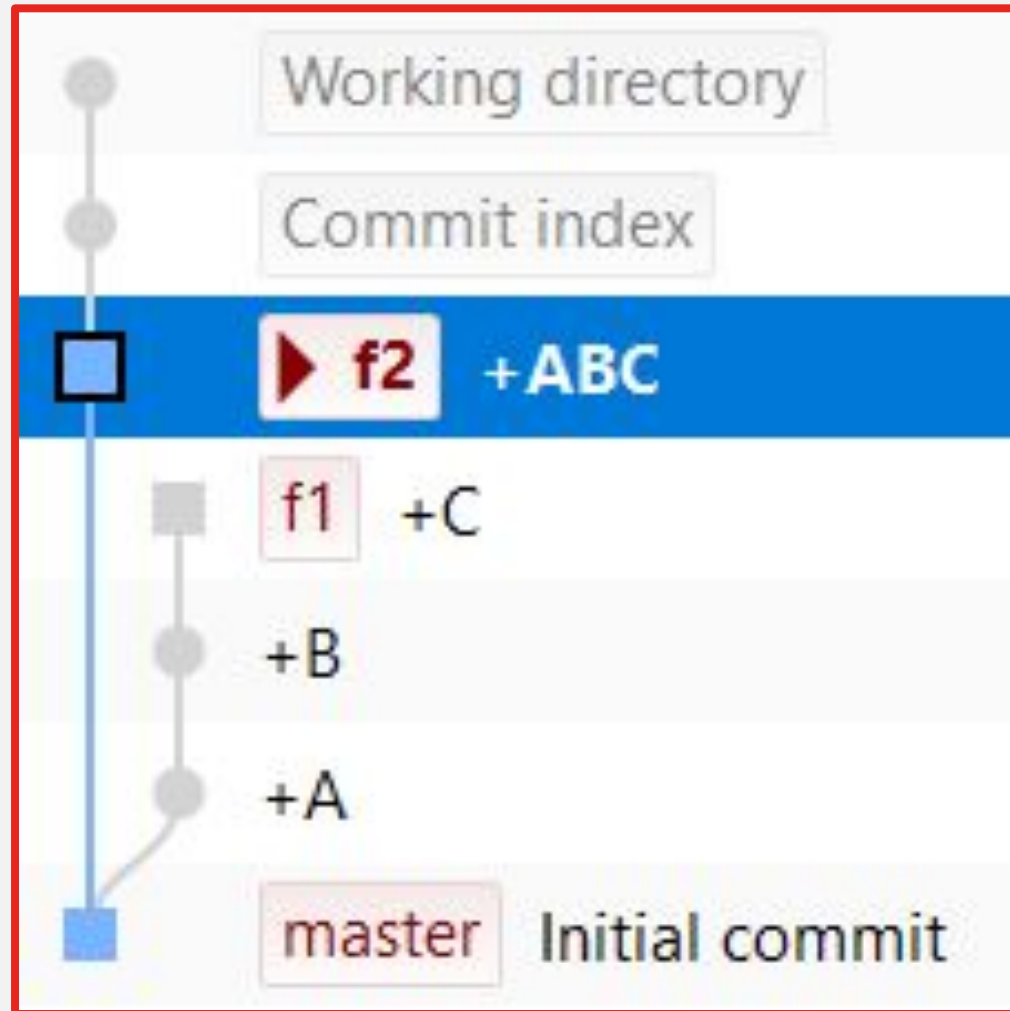 Working directory
Commit index
f2 +ABC
f1 +C
+B
+A
master Initial commit